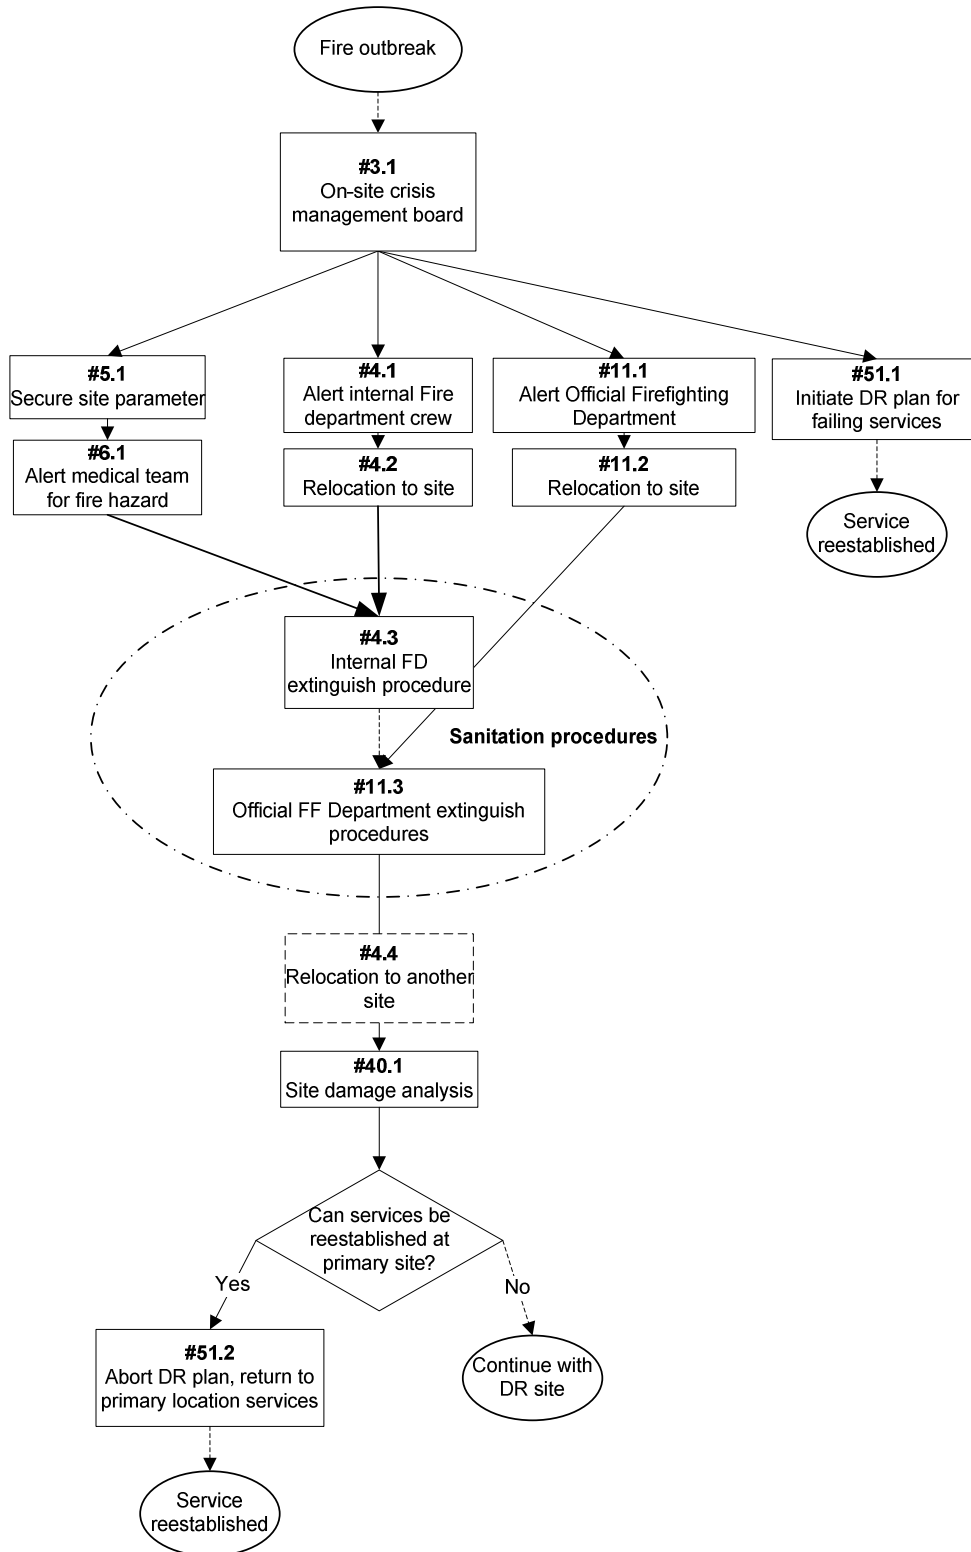 Fire outbreak
#3.1
On-site crisis
management board
#5.1
Secure site parameter
#4.1
Alert internal Fire
department crew
#11.1
Alert Official Firefighting
Department
#51.1
Initiate DR plan for
failing services
#6.1
Alert medical team
for fire hazard
#4.2
Relocation to site
#11.2
Relocation to site
Service
reestablished
#4.3
Internal FD
extinguish procedure
Sanitation procedures
#11.3
Official FF Department extinguish
procedures
#4.4
Relocation to another
site
#40.1
Site damage analysis
Can services be
reestablished at
primary site?
Yes
No
#51.2
Abort DR plan, return to
primary location services
Continue with
DR site
Service
reestablished